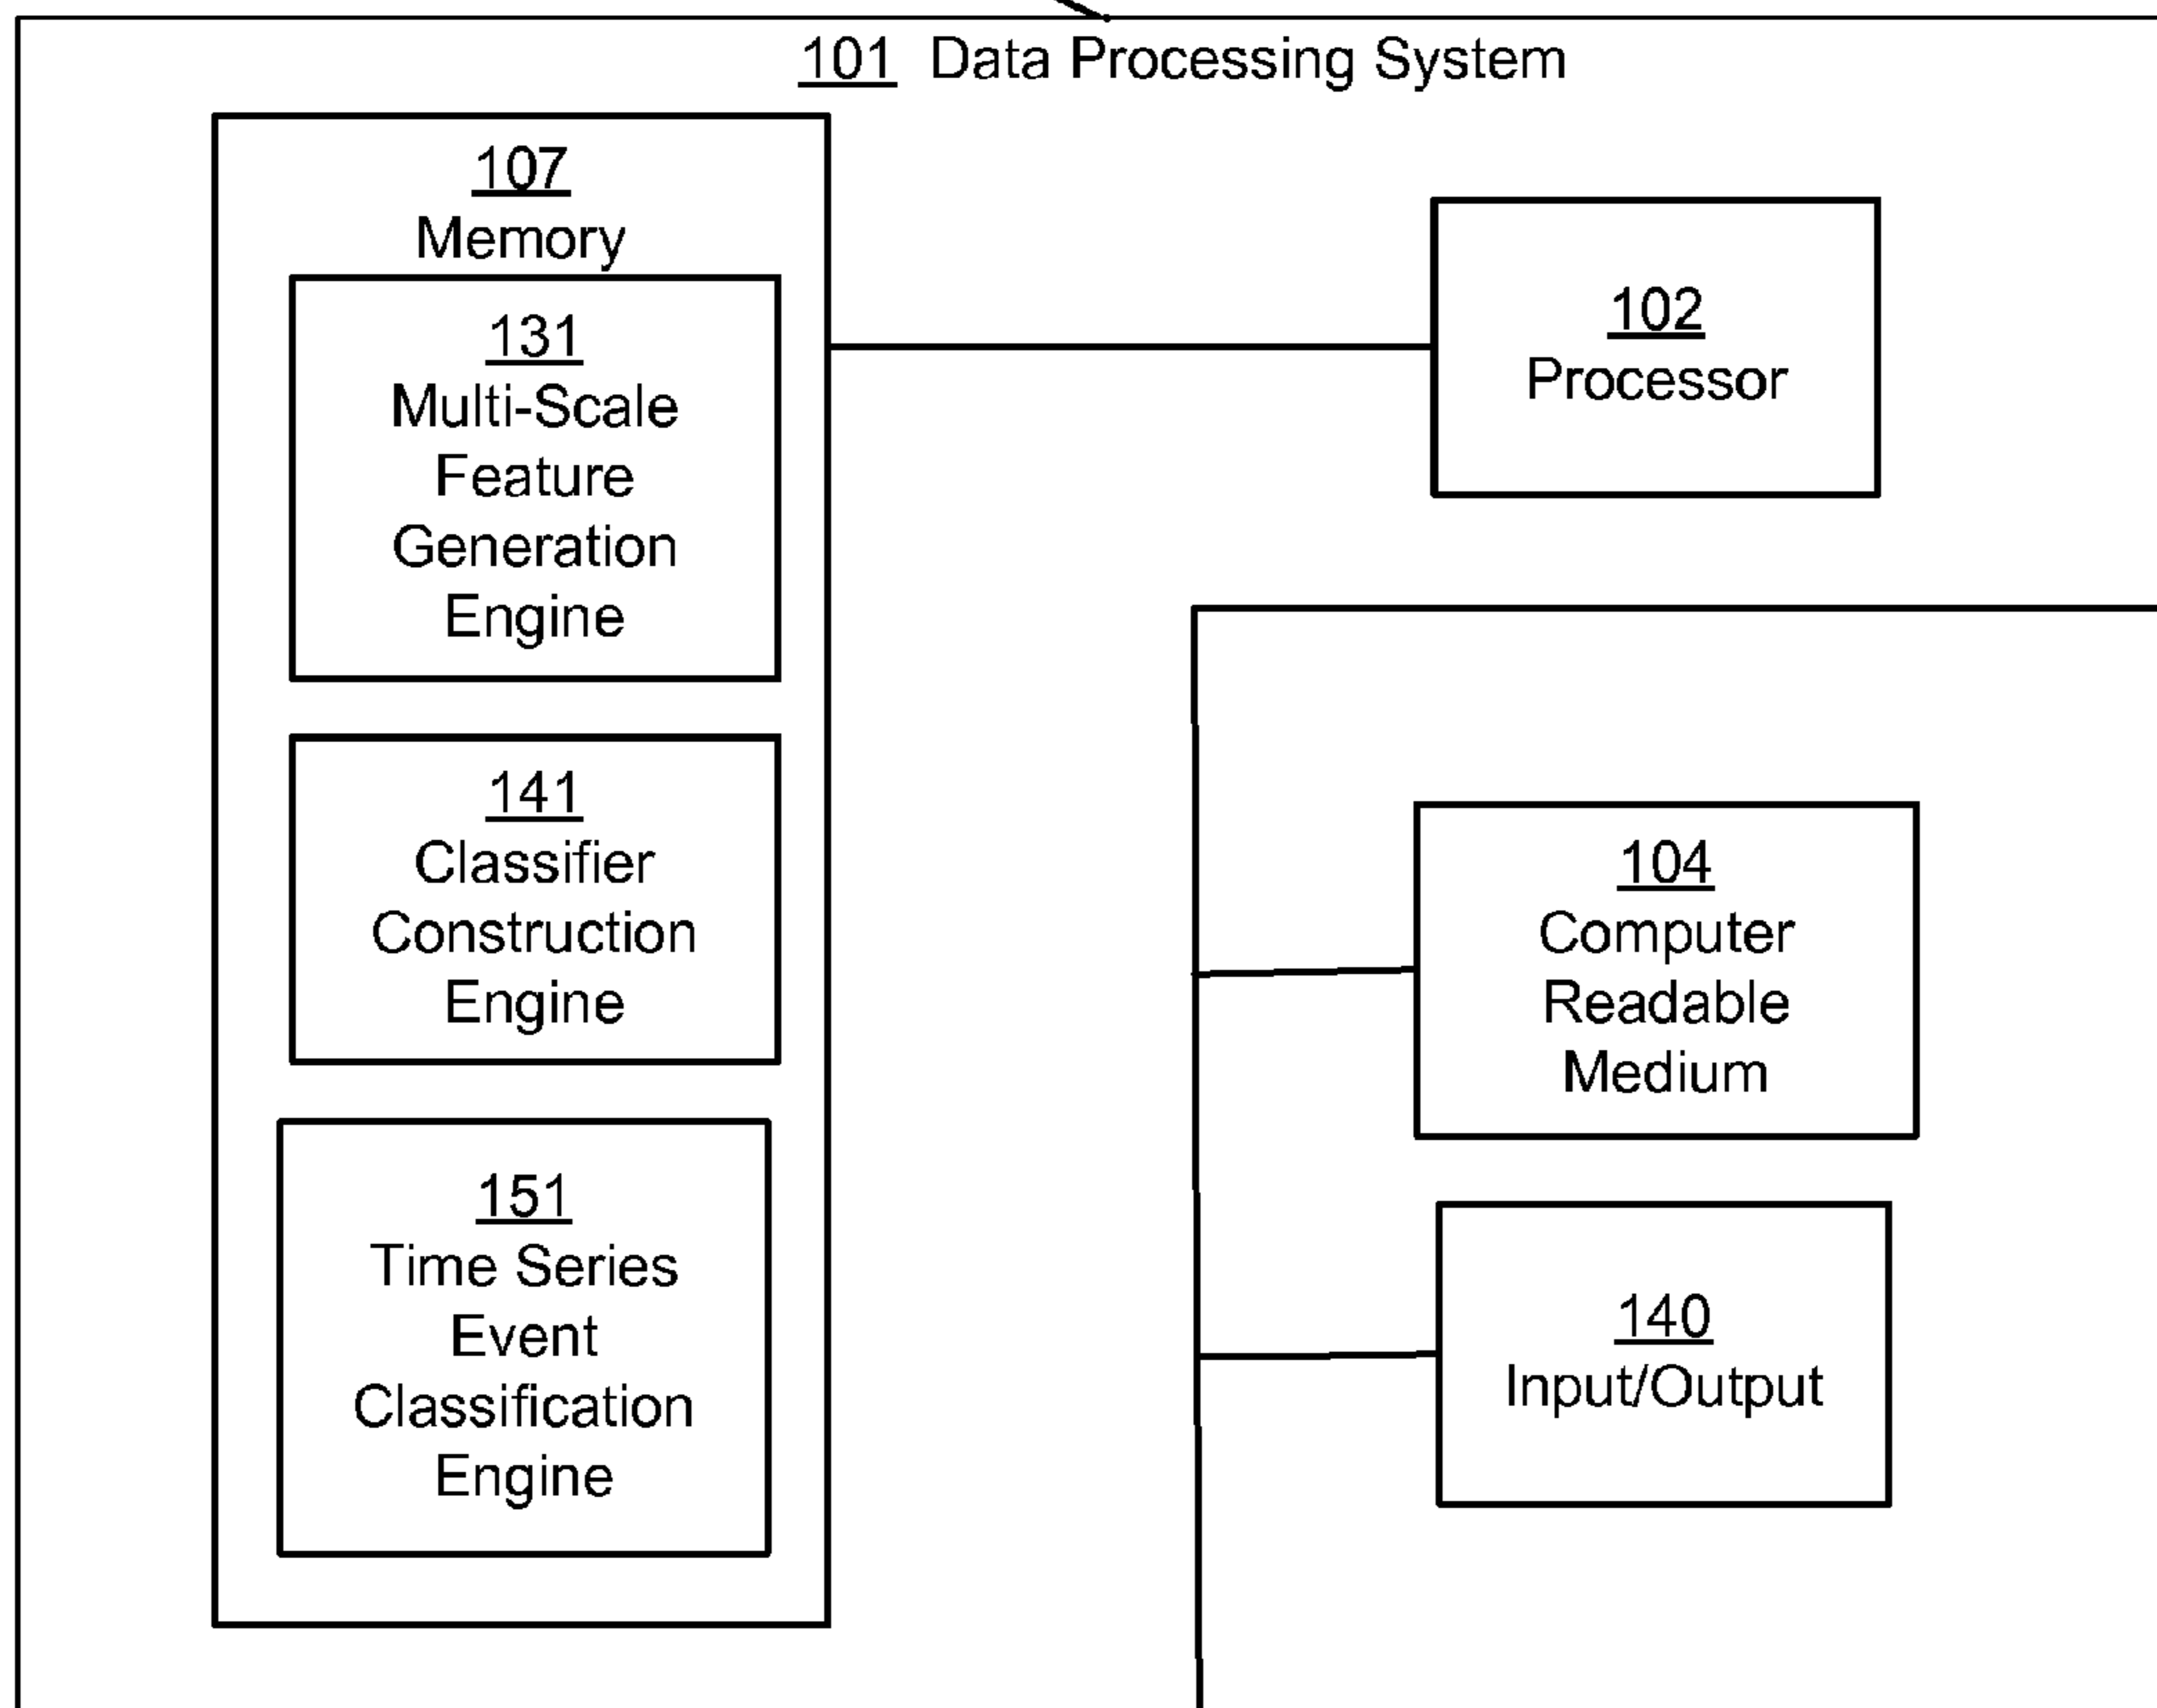 101 Data Processing System
107
Memory
131
Multi-Scale
Feature
Generation
Engine
141
Classifier
Construction
Engine
151
Time Series
Event
Classification
Engine
102
Processor
104
Computer
Readable
Medium
140
Input/Output